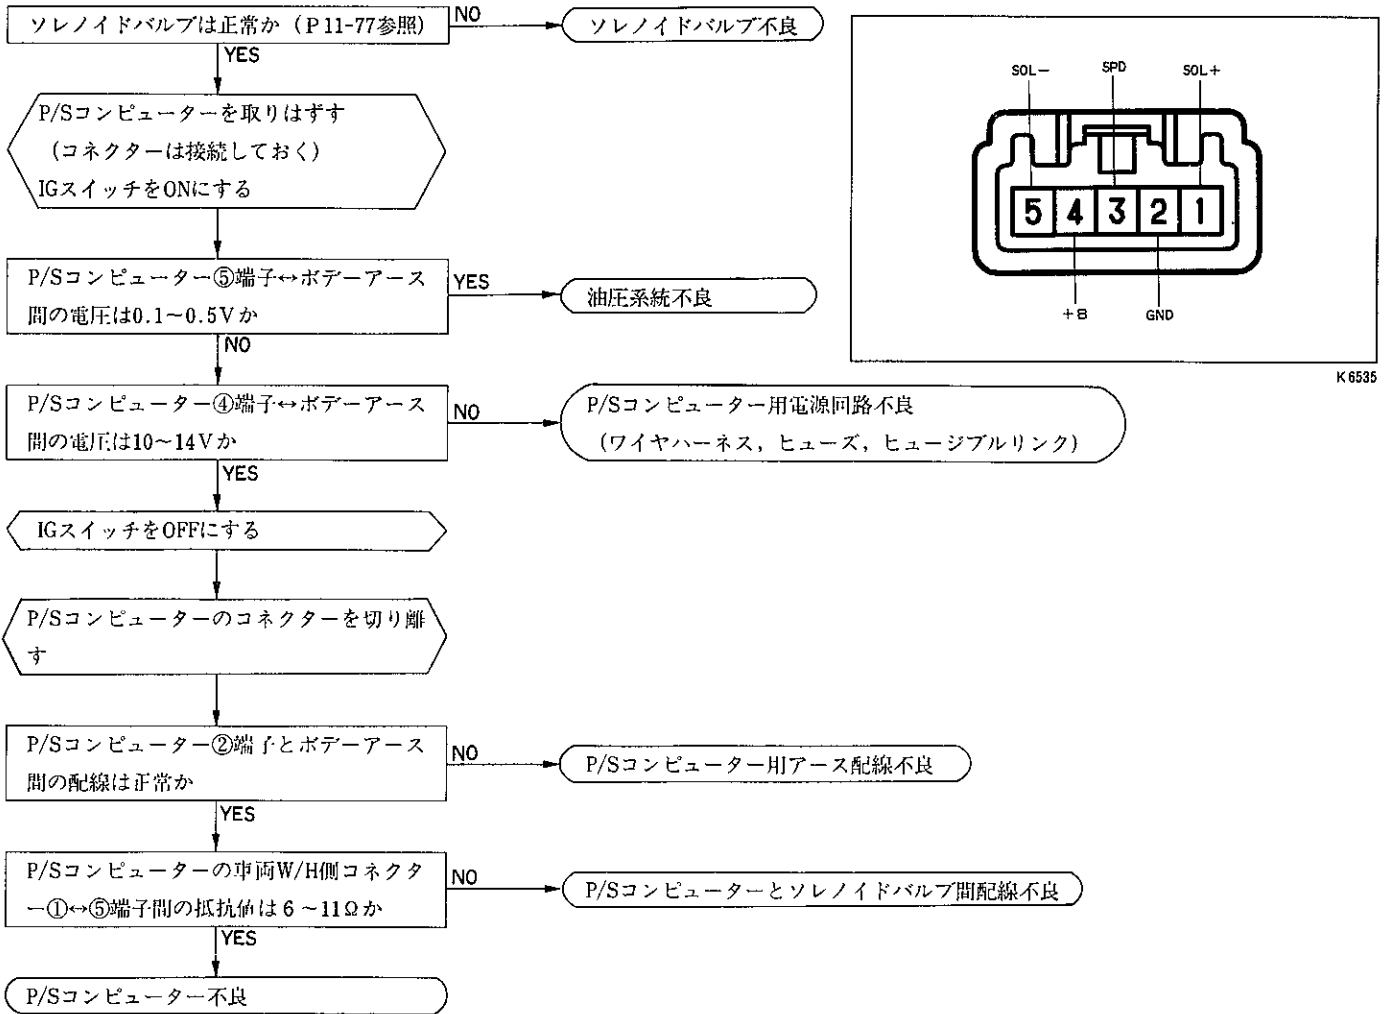 ソレノイドバルブは正常か（P11-77参照）
NO
ソレノイドバルブ不良
YES
P/Sコンピューターを取りはずす
（コネクターは接続しておく）
IGスイッチをONにする
P/Sコンピューター⑤端子↔ボデーアース
間の電圧は0.1〜0.5Vか
YES
油圧系統不良
NO
P/Sコンピューター④端子↔ボデーアース
間の電圧は10〜14Vか
NO
P/Sコンピューター用電源回路不良
（ワイヤハーネス，ヒューズ，ヒュージブルリンク）
YES
IGスイッチをOFFにする
P/Sコンピューターのコネクターを切り離
す
P/Sコンピューター②端子とボデーアース
間の配線は正常か
NO
P/Sコンピューター用アース配線不良
YES
P/Sコンピューターの車両W/H側コネクタ
ー①↔⑤端子間の抵抗値は6〜11Ωか
NO
P/Sコンピューターとソレノイドバルブ間配線不良
YES
P/Sコンピューター不良
SOL− SPD SOL+
5 4 3 2 1
+B GND
K6535